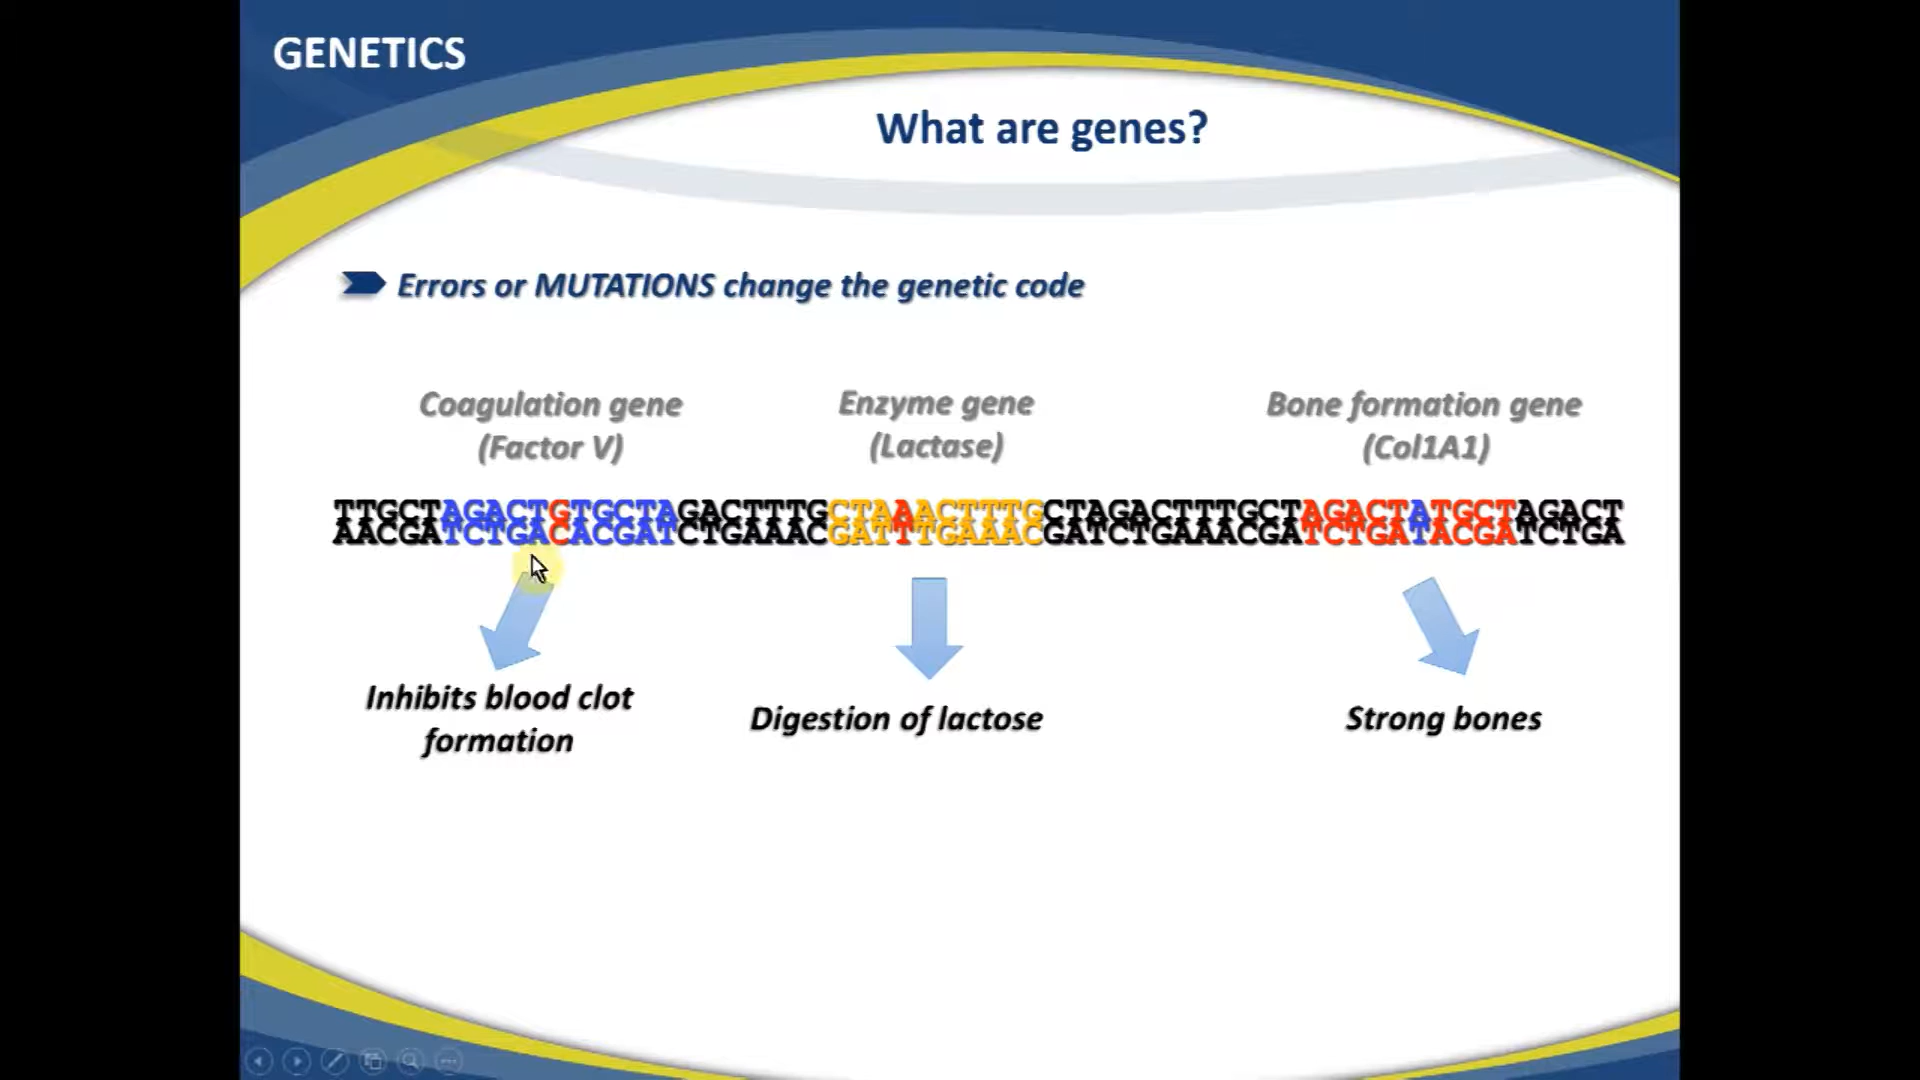 GENETICS
What are genes?
Errors or MUTATIONS change the genetic code
Coagulation gene
(Factor V)
Enzyme gene
(Lactase)
Bone formation gene
(Col1A1)
TTGCTAGACTGTGCTAGACTTTGCTAAACTTTGCTAGACTTTGCTAGACTATGCTAGACT
AACGATCTGACACGATCTGAAACGATTTGAAACGATCTGAAACGATCTGATACGATCTGA
Inhibits blood clot
formation
Digestion of lactose
Strong bones